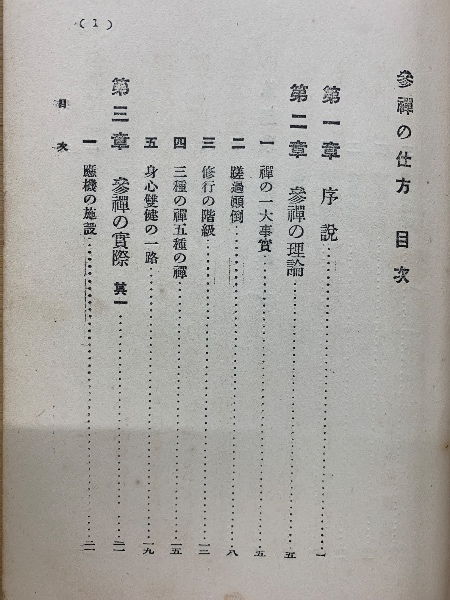 參禪の仕方 目次
第一章 序說……一
第二章 參禪の理論……五
一 禪の一大事實……五
二 蹉過顚倒……八
三 修行の階級……一三
四 三種の禪五種の禪……一五
五 身心雙健の一路……一九
第三章 參禪の實際 其一……二一
一 應機の施設……二一
目次
(1)